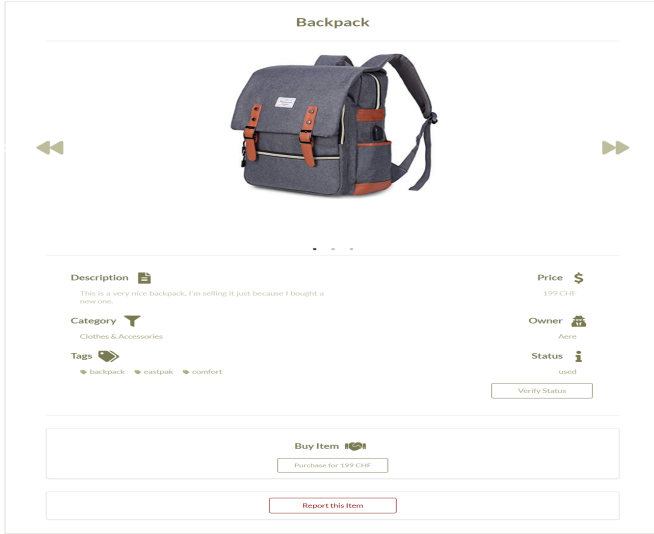 Backpack
Description
This is a very nice backpack, I'm selling it just because I bought a
new one.
Price
199 CHF
Category
Clothes & Accessories
Owner
Aere
Tags
backpack eastpak comfort
Status
used
Verify Status
Buy Item
Purchase for 199 CHF
Report this Item